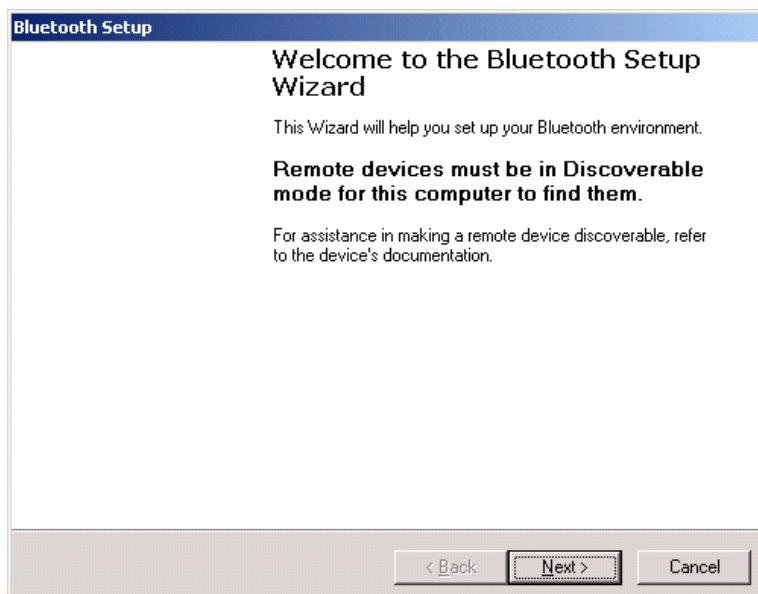 Bluetooth Setup
Welcome to the Bluetooth Setup
Wizard
This Wizard will help you set up your Bluetooth environment.
Remote devices must be in Discoverable
mode for this computer to find them.
For assistance in making a remote device discoverable, refer
to the device's documentation.
< Back Next > Cancel